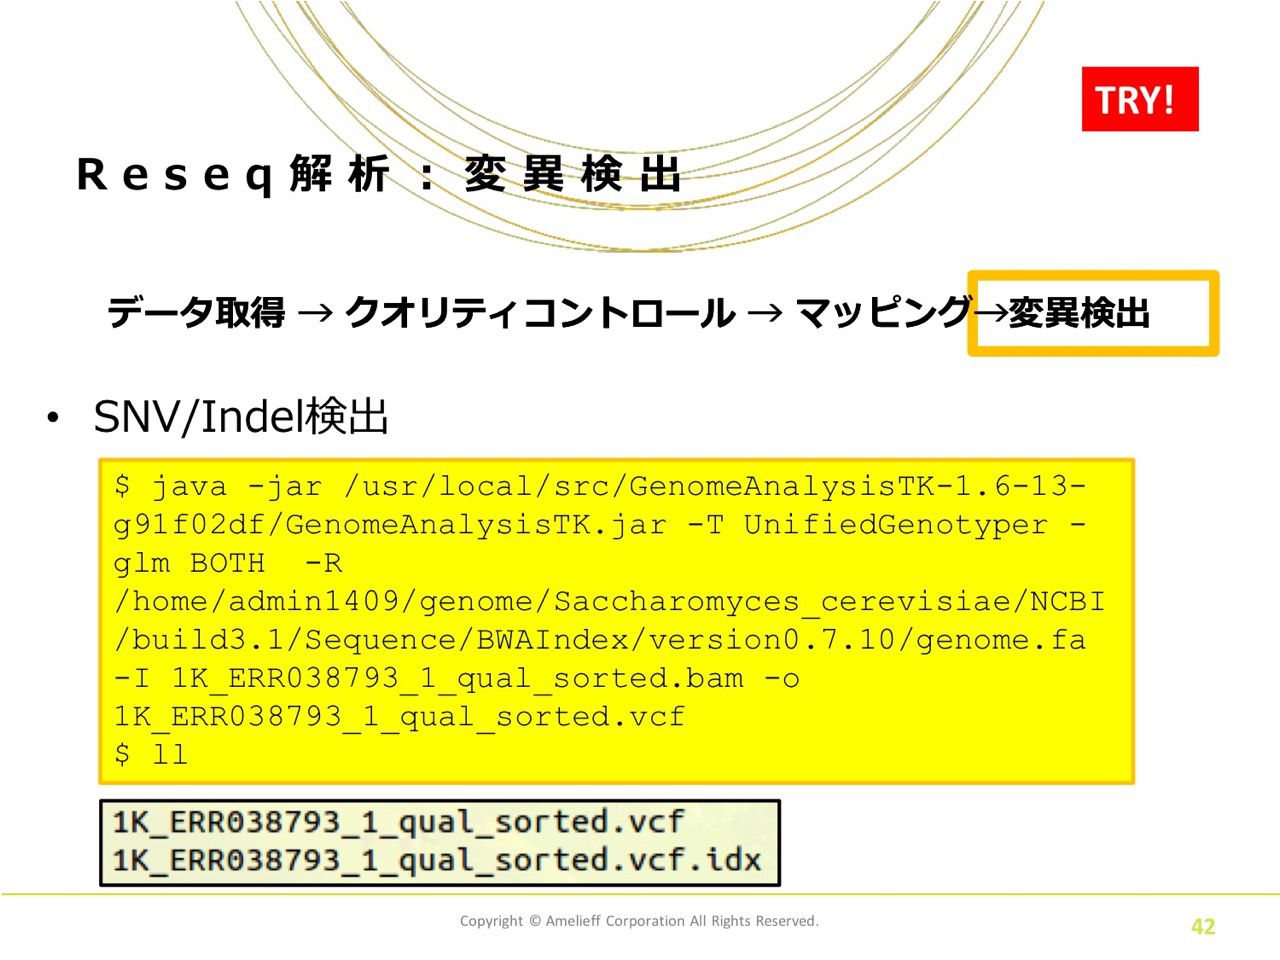 TRY!
Reseq解析：変異検出
データ取得 → クオリティコントロール → マッピング→変異検出
• SNV/Indel検出
$ java -jar /usr/local/src/GenomeAnalysisTK-1.6-13-
g91f02df/GenomeAnalysisTK.jar -T UnifiedGenotyper -
glm BOTH  -R
/home/admin1409/genome/Saccharomyces_cerevisiae/NCBI
/build3.1/Sequence/BWAIndex/version0.7.10/genome.fa
-I 1K_ERR038793_1_qual_sorted.bam -o
1K_ERR038793_1_qual_sorted.vcf
$ ll
1K_ERR038793_1_qual_sorted.vcf
1K_ERR038793_1_qual_sorted.vcf.idx
Copyright © Amelieff Corporation All Rights Reserved.
42